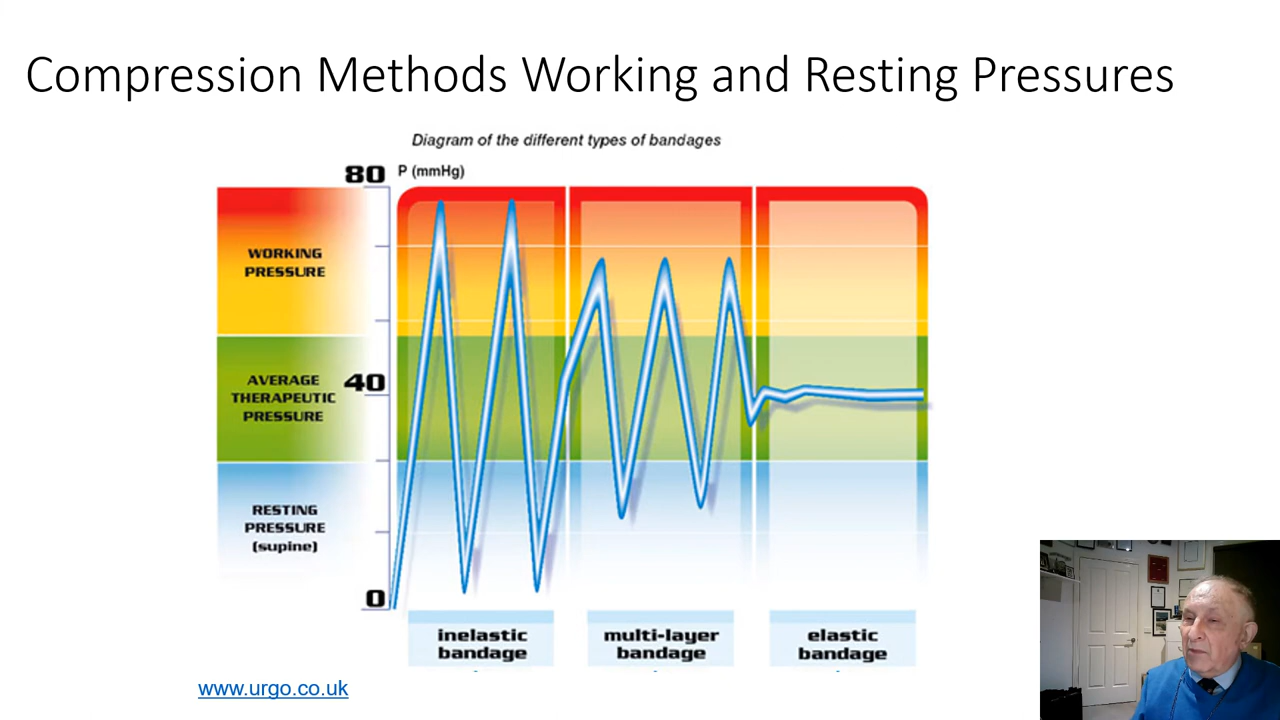 Compression Methods Working and Resting Pressures
Diagram of the different types of bandages
80 P (mmHg)
WORKING
PRESSURE
AVERAGE
THERAPEUTIC
PRESSURE
40
RESTING
PRESSURE
(supine)
0
inelastic
bandage
multi-layer
bandage
elastic
bandage
www.urgo.co.uk